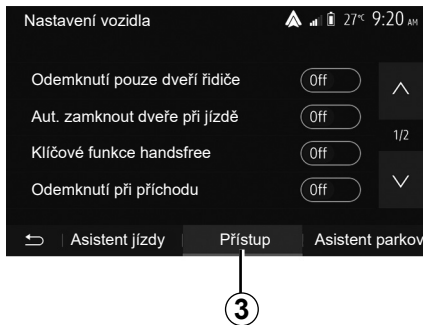 Nastavení vozidla 27°C 9:20 AM
Odemknutí pouze dveří řidiče Off
Aut. zamknout dveře při jízdě Off
1/2
Klíčové funkce handsfree Off
Odemknutí při příchodu Off
Asistent jízdy Přístup Asistent parkov
3